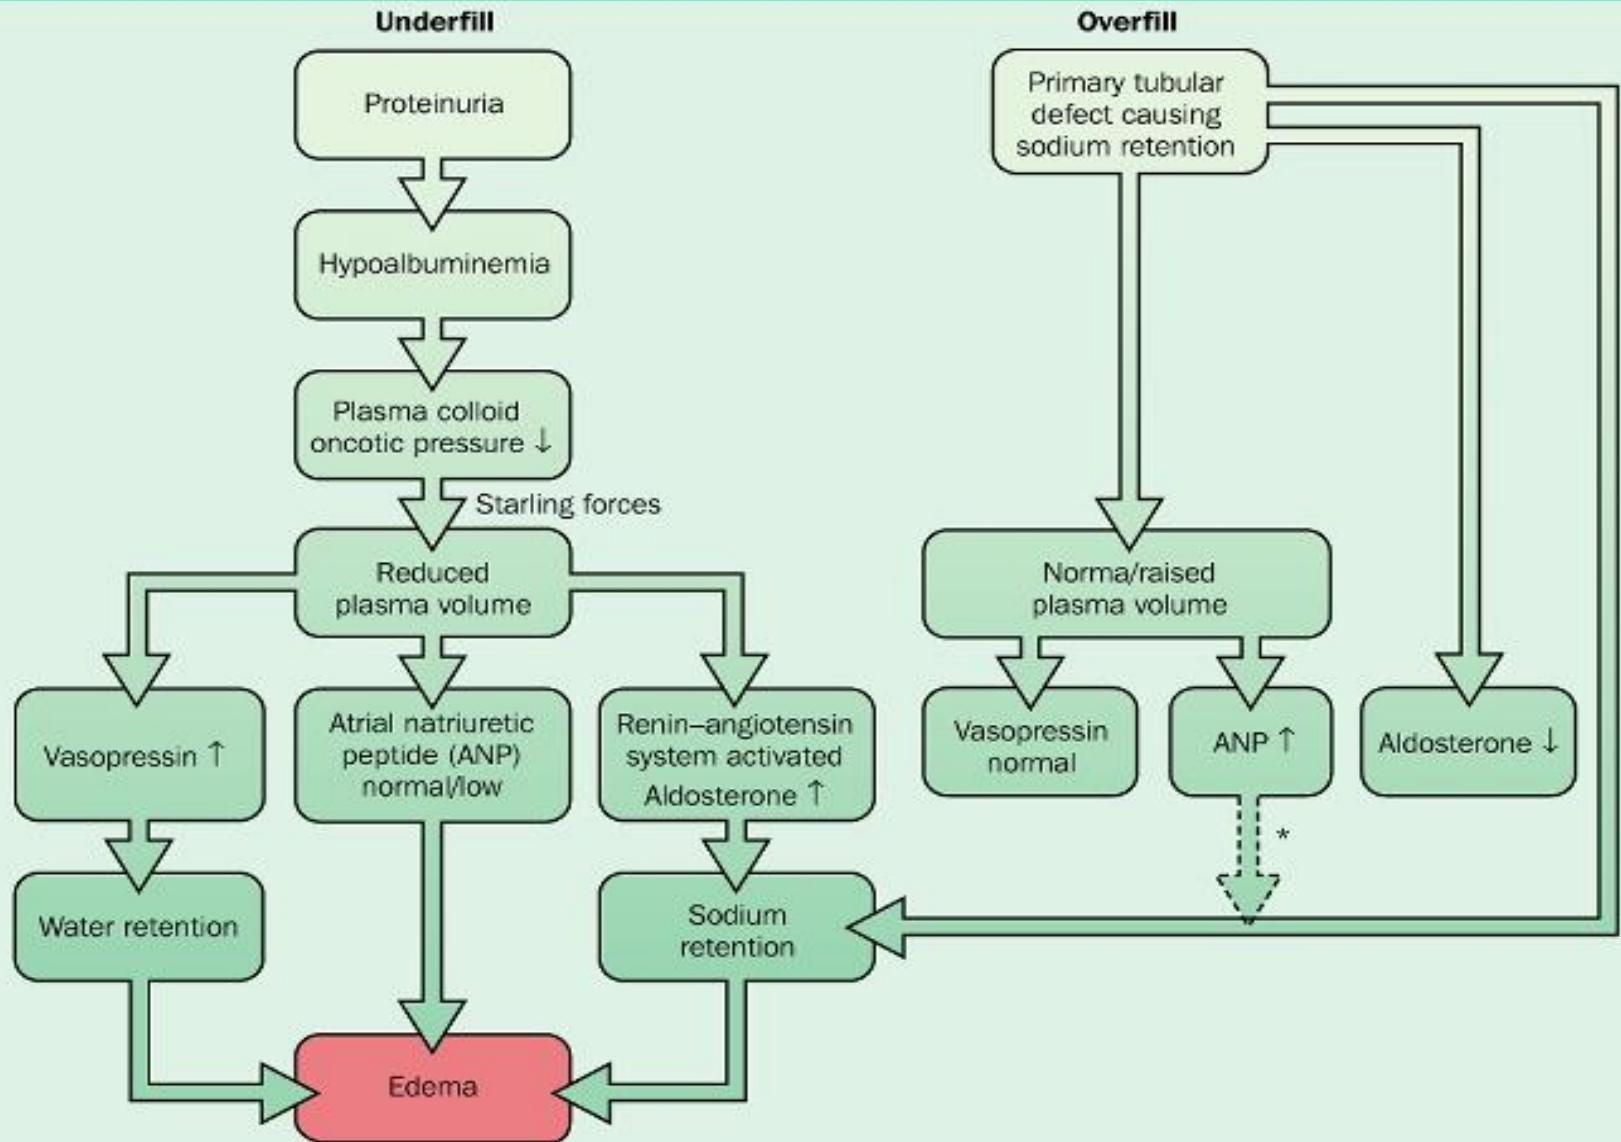 Underfill
Proteinuria
Hypoalbuminemia
Plasma colloid
oncotic pressure ↓
Starling forces
Reduced
plasma volume
Vasopressin ↑
Atrial natriuretic
peptide (ANP)
normal/low
Renin–angiotensin
system activated
Aldosterone ↑
Water retention
Sodium
retention
Edema
Overfill
Primary tubular
defect causing
sodium retention
Norma/raised
plasma volume
Vasopressin
normal
ANP ↑
Aldosterone ↓
*